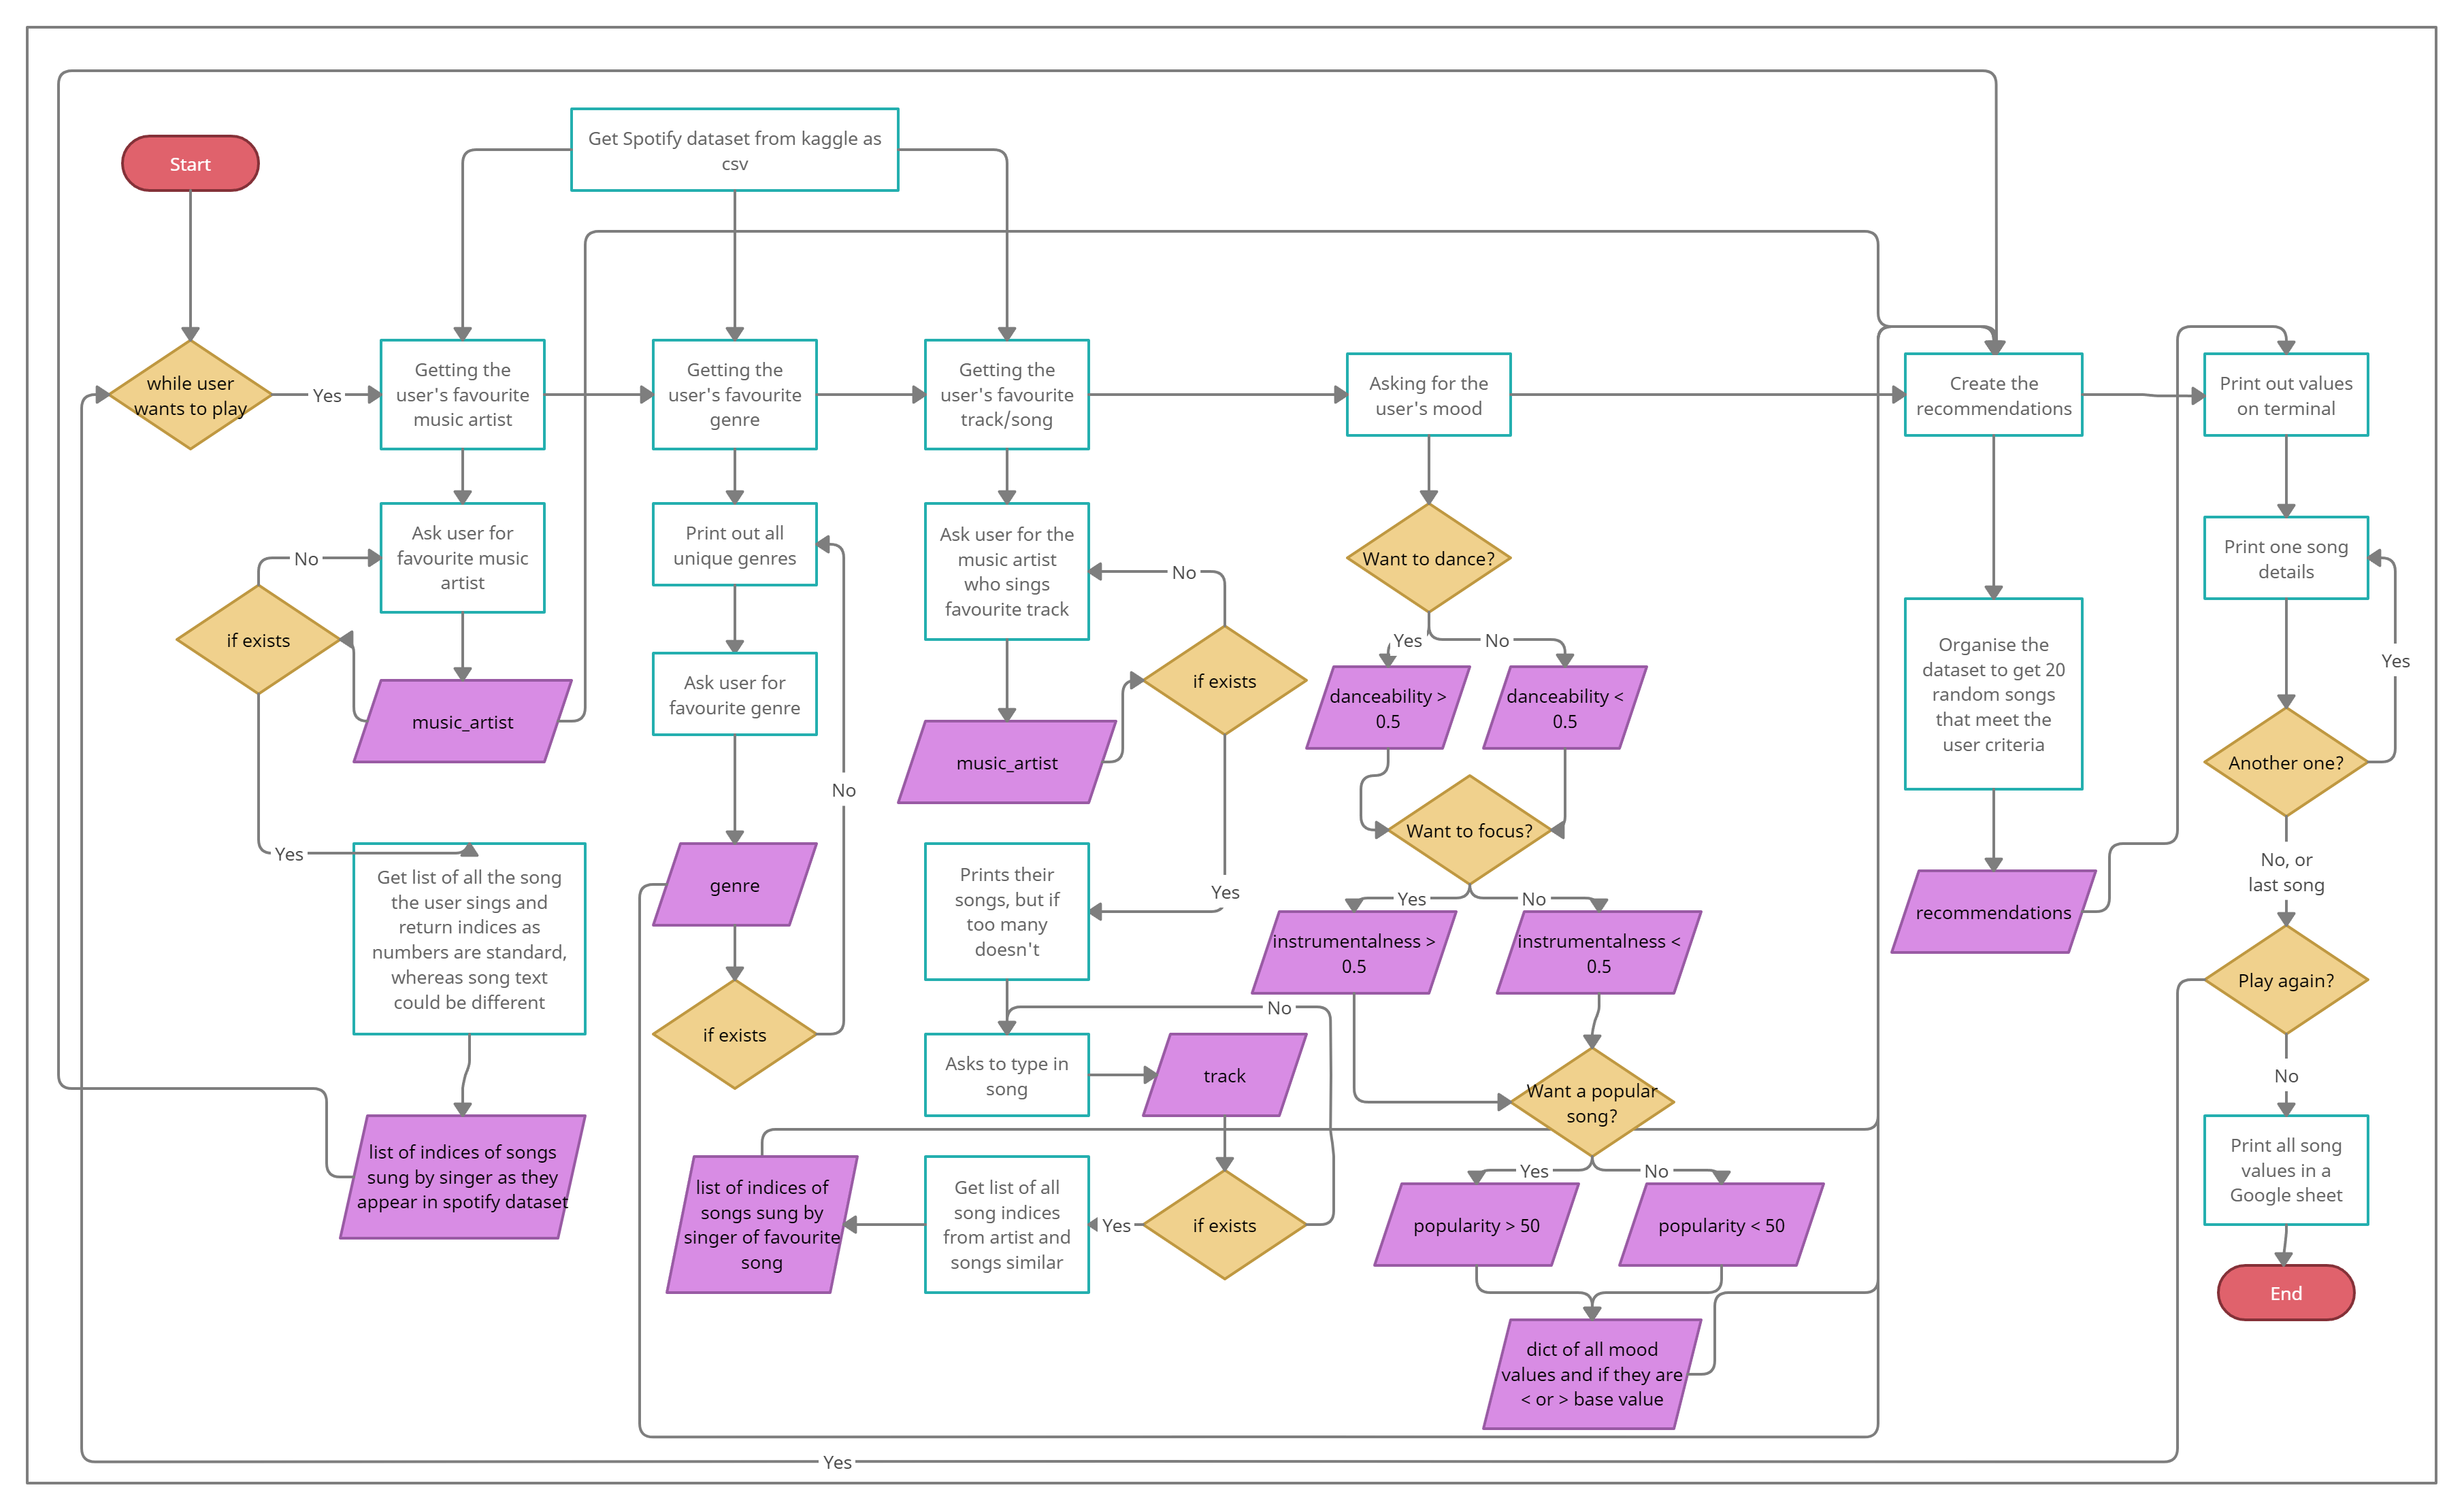 Get Spotify dataset from kaggle as
csv
Start
while user
wants to play
Yes
Getting the
user's favourite
music artist
Getting the
user's favourite
genre
Getting the
user's favourite
track/song
Asking for the
user's mood
Create the
recommendations
Print out values
on terminal
Ask user for
favourite music
artist
No
if exists
music_artist
Yes
Get list of all the song
the user sings and
return indices as
numbers are standard,
whereas song text
could be different
list of indices of songs
sung by singer as they
appear in spotify dataset
Print out all
unique genres
Ask user for
favourite genre
No
genre
if exists
Ask user for the
music artist
who sings
favourite track
No
if exists
music_artist
Yes
Prints their
songs, but if
too many
doesn't
No
Asks to type in
song
track
if exists
Yes
Get list of all
song indices
from artist and
songs similar
list of indices of
songs sung by
singer of favourite
song
Want to dance?
Yes
No
danceability >
0.5
danceability <
0.5
Want to focus?
Yes
No
instrumentalness >
0.5
instrumentalness <
0.5
Want a popular
song?
Yes
No
popularity > 50
popularity < 50
dict of all mood
values and if they are
< or > base value
Organise the
dataset to get 20
random songs
that meet the
user criteria
recommendations
Print one song
details
Yes
Another one?
No, or
last song
Play again?
No
Print all song
values in a
Google sheet
End
Yes